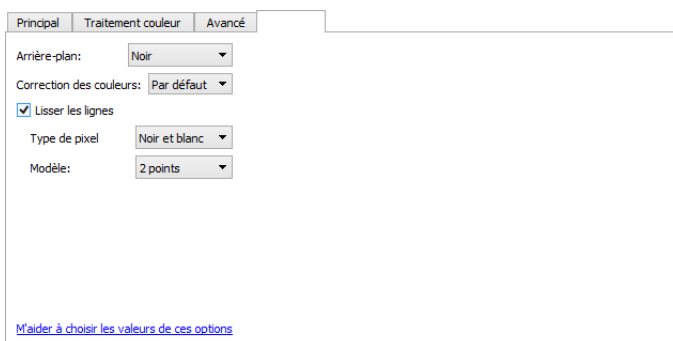 Principal Traitement couleur Avancé
Arrière-plan: Noir
Correction des couleurs: Par défaut
Lisser les lignes
Type de pixel Noir et blanc
Modèle: 2 points
M'aider à choisir les valeurs de ces options